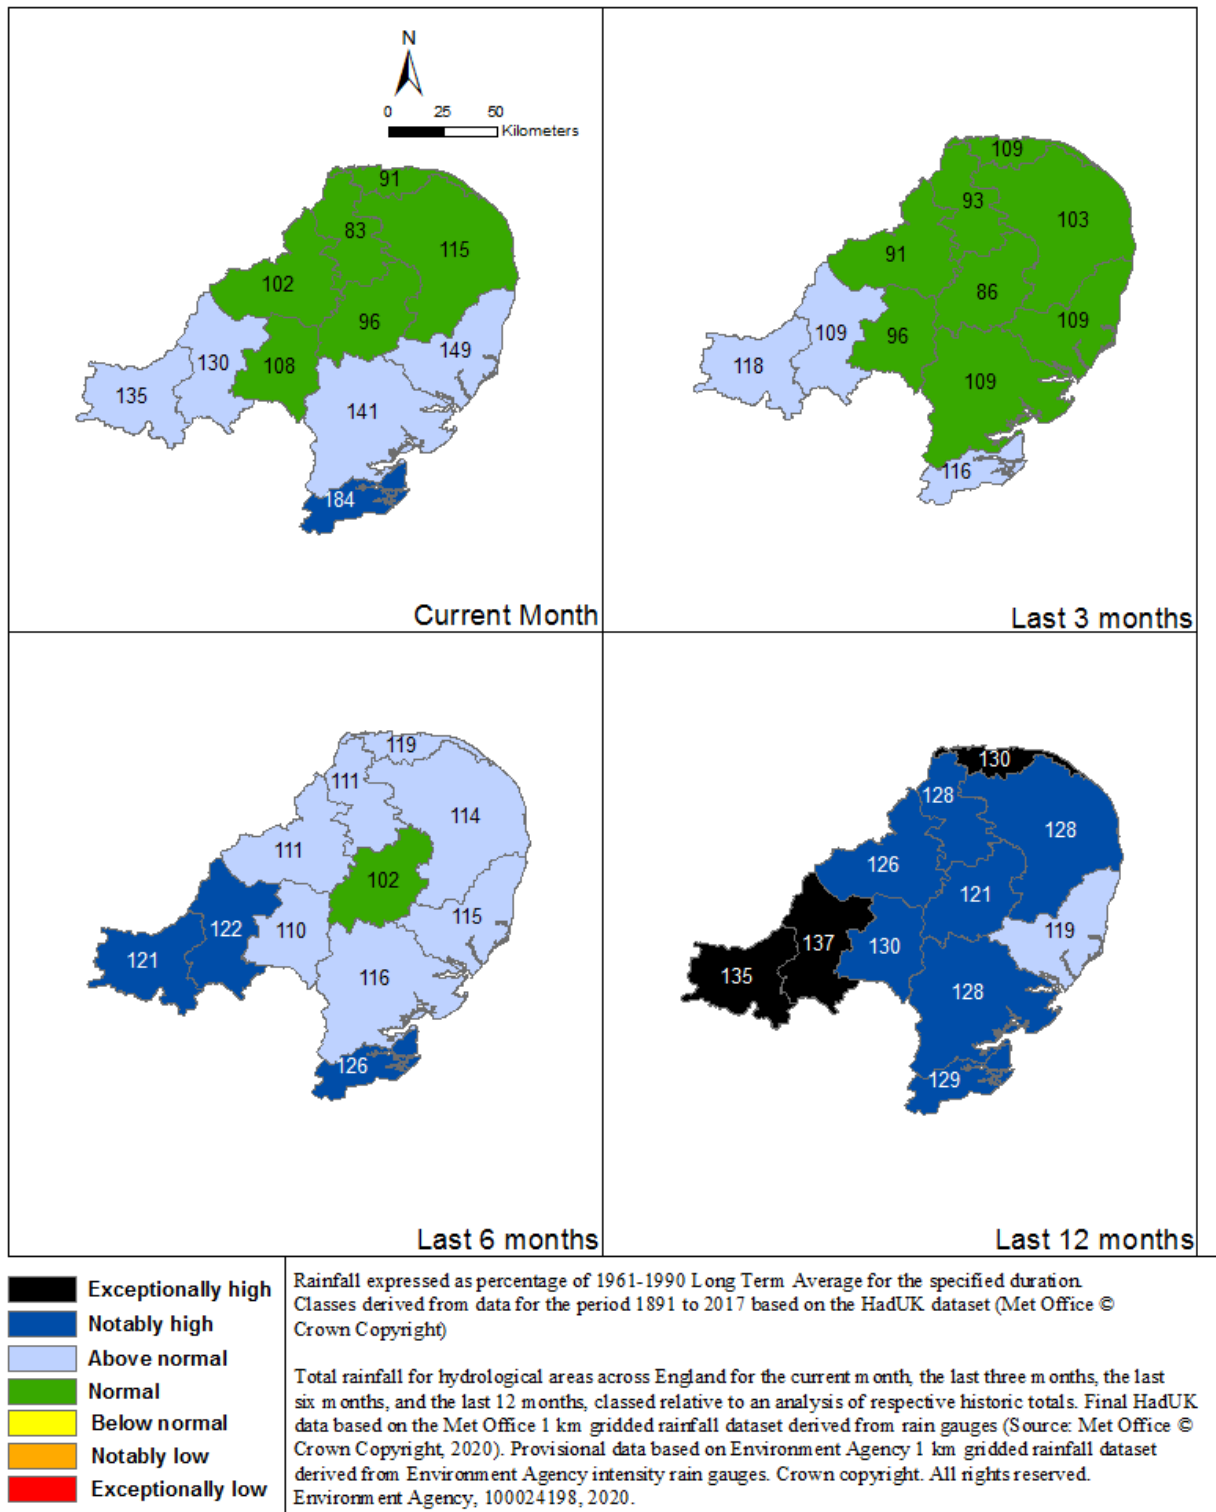 N
0 25 50
Kilometers
91
83
115
102
96
149
130
108
135
141
184
Current Month
109
93
103
91
86
109
109
96
118
109
116
Last 3 months
119
111
114
111
102
115
122
110
121
116
126
Last 6 months
130
128
128
126
121
119
137
130
135
128
129
Last 12 months
Exceptionally high
Notably high
Above normal
Normal
Below normal
Notably low
Exceptionally low
Rainfall expressed as percentage of 1961-1990 Long Term Average for the specified duration.
Classes derived from data for the period 1891 to 2017 based on the HadUK dataset (Met Office ©
Crown Copyright)
Total rainfall for hydrological areas across England for the current month, the last three months, the last
six months, and the last 12 months, classed relative to an analysis of respective historic totals. Final HadUK
data based on the Met Office 1 km gridded rainfall dataset derived from rain gauges (Source: Met Office ©
Crown Copyright, 2020). Provisional data based on Environment Agency 1 km gridded rainfall dataset
derived from Environment Agency intensity rain gauges. Crown copyright. All rights reserved.
Environment Agency, 100024198, 2020.